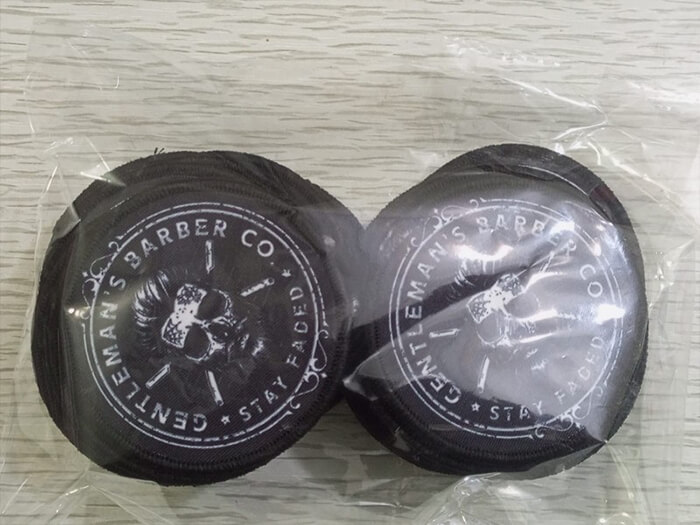 GENTLEMAN'S BARBER CO.
★ STAY FADED ★
GENTLEMAN'S BARBER CO.
★ STAY FADED